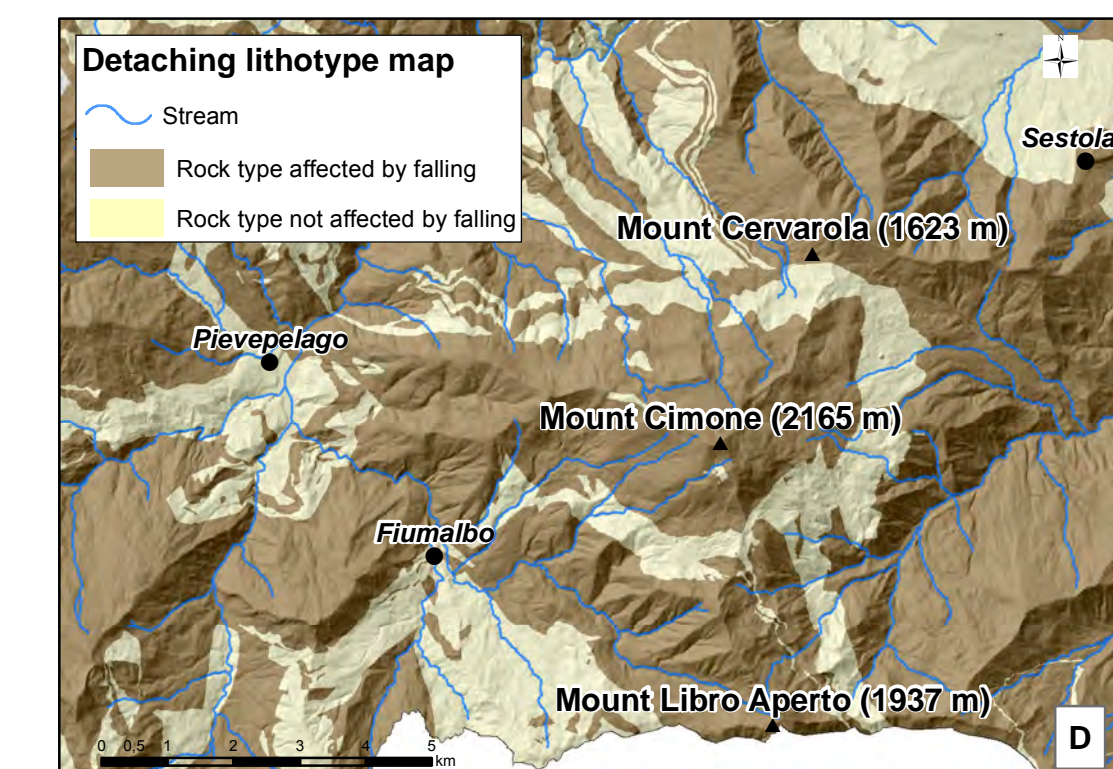 Detaching lithotype map
Stream
Rock type affected by falling
Rock type not affected by falling
N
Sestola
Mount Cervarola (1623 m)
Pievepelago
Mount Cimone (2165 m)
Fiumalbo
Mount Libro Aperto (1937 m)
D
0 0,5 1 2 3 4 5
km